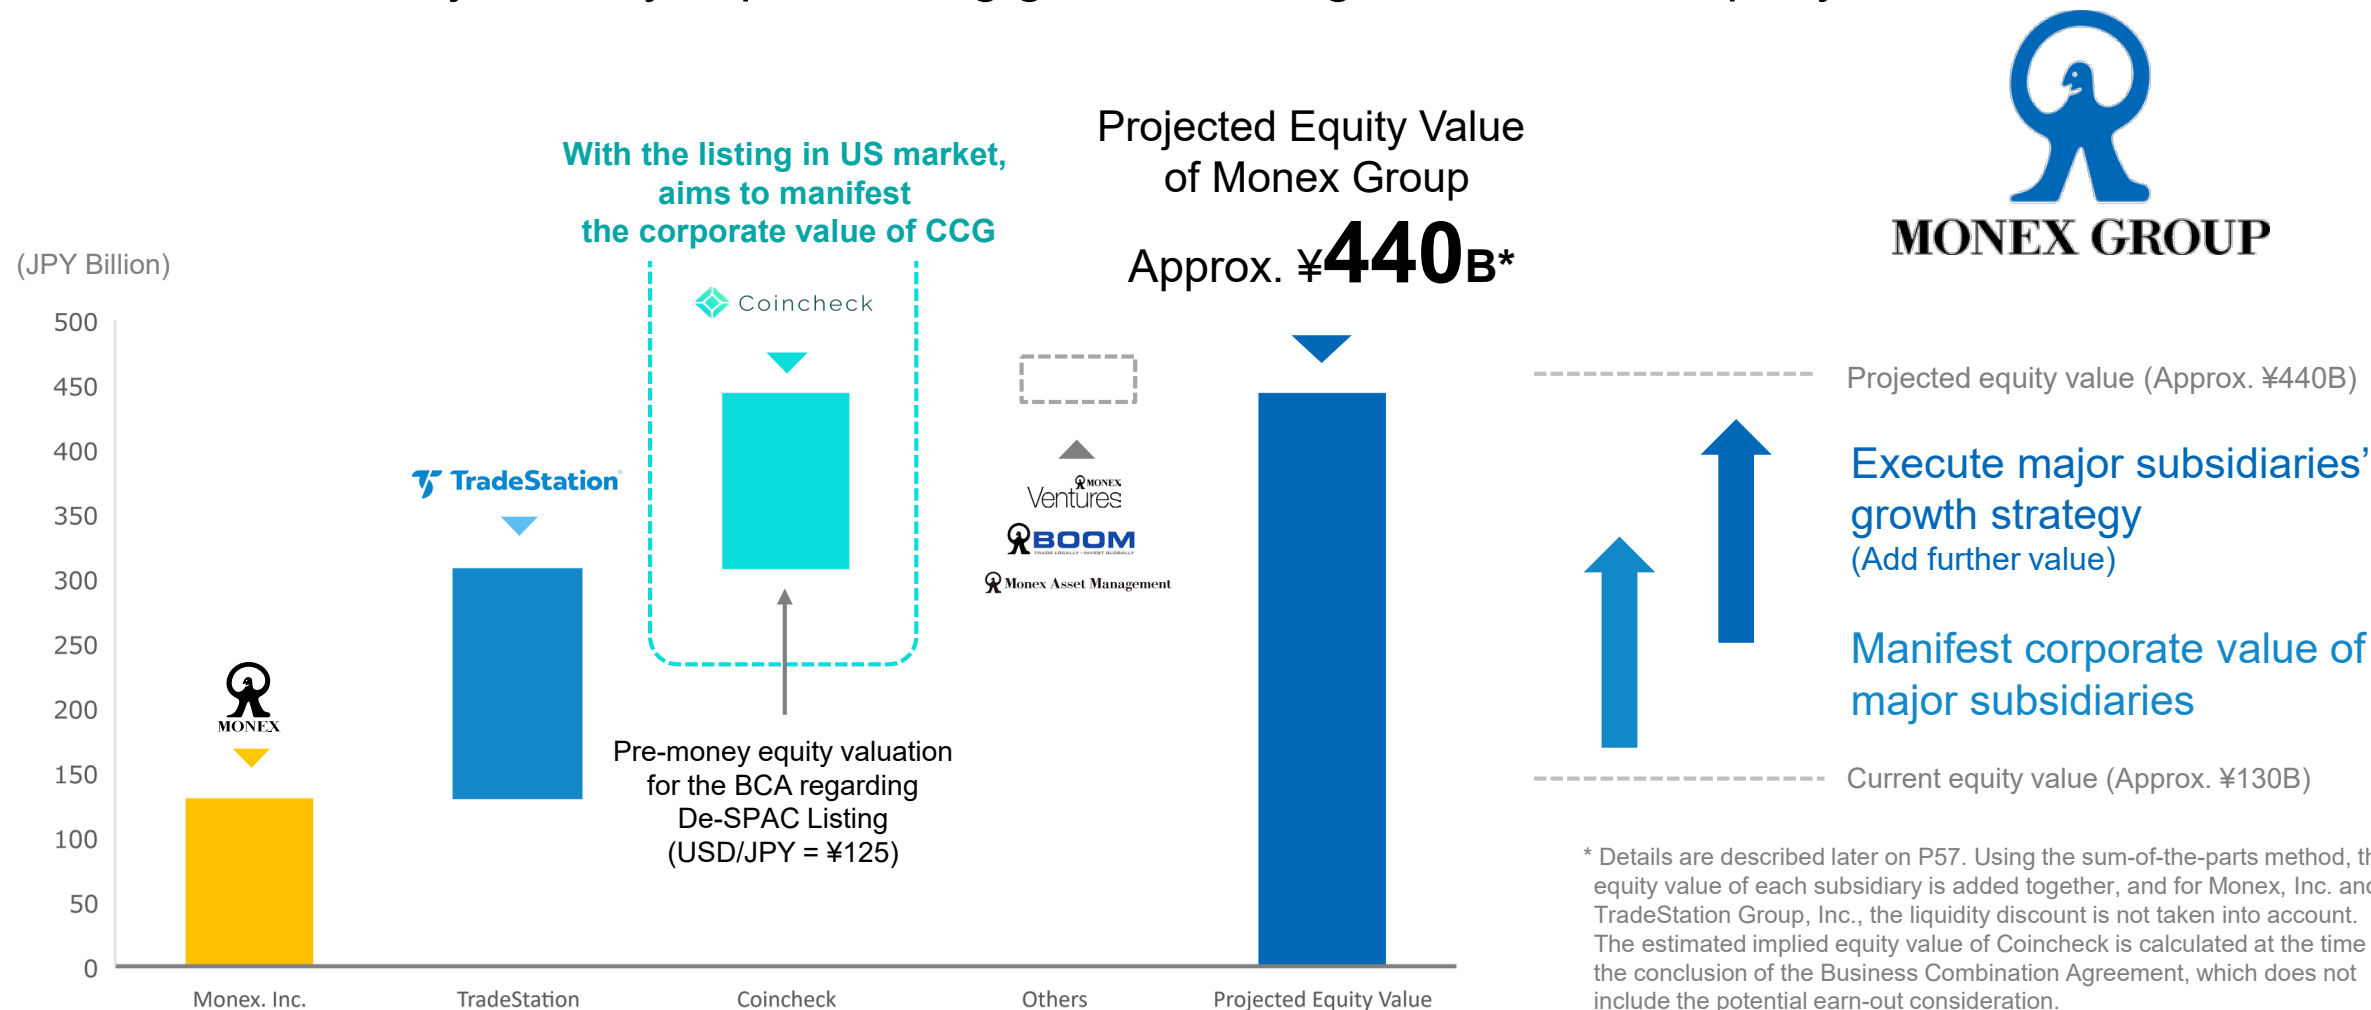 With the listing in US market,
aims to manifest
the corporate value of CCG
Projected Equity Value
of Monex Group
Approx. ¥440B*
MONEX GROUP
(JPY Billion)
Coincheck
500
450
400
350
300
250
200
150
100
50
0
TradeStation
MONEX
MONEX
Ventures
BOOM
TRADE LOCALLY · INVEST GLOBALLY
Monex Asset Management
Pre-money equity valuation
for the BCA regarding
De-SPAC Listing
(USD/JPY = ¥125)
Monex. Inc.
TradeStation
Coincheck
Others
Projected Equity Value
Projected equity value (Approx. ¥440B)
Execute major subsidiaries’
growth strategy
(Add further value)
Manifest corporate value of
major subsidiaries
Current equity value (Approx. ¥130B)
* Details are described later on P57. Using the sum-of-the-parts method,
equity value of each subsidiary is added together, and for Monex, Inc.
TradeStation Group, Inc., the liquidity discount is not taken into account.
The estimated implied equity value of Coincheck is calculated at the time
the conclusion of the Business Combination Agreement, which does not
include the potential earn-out consideration.